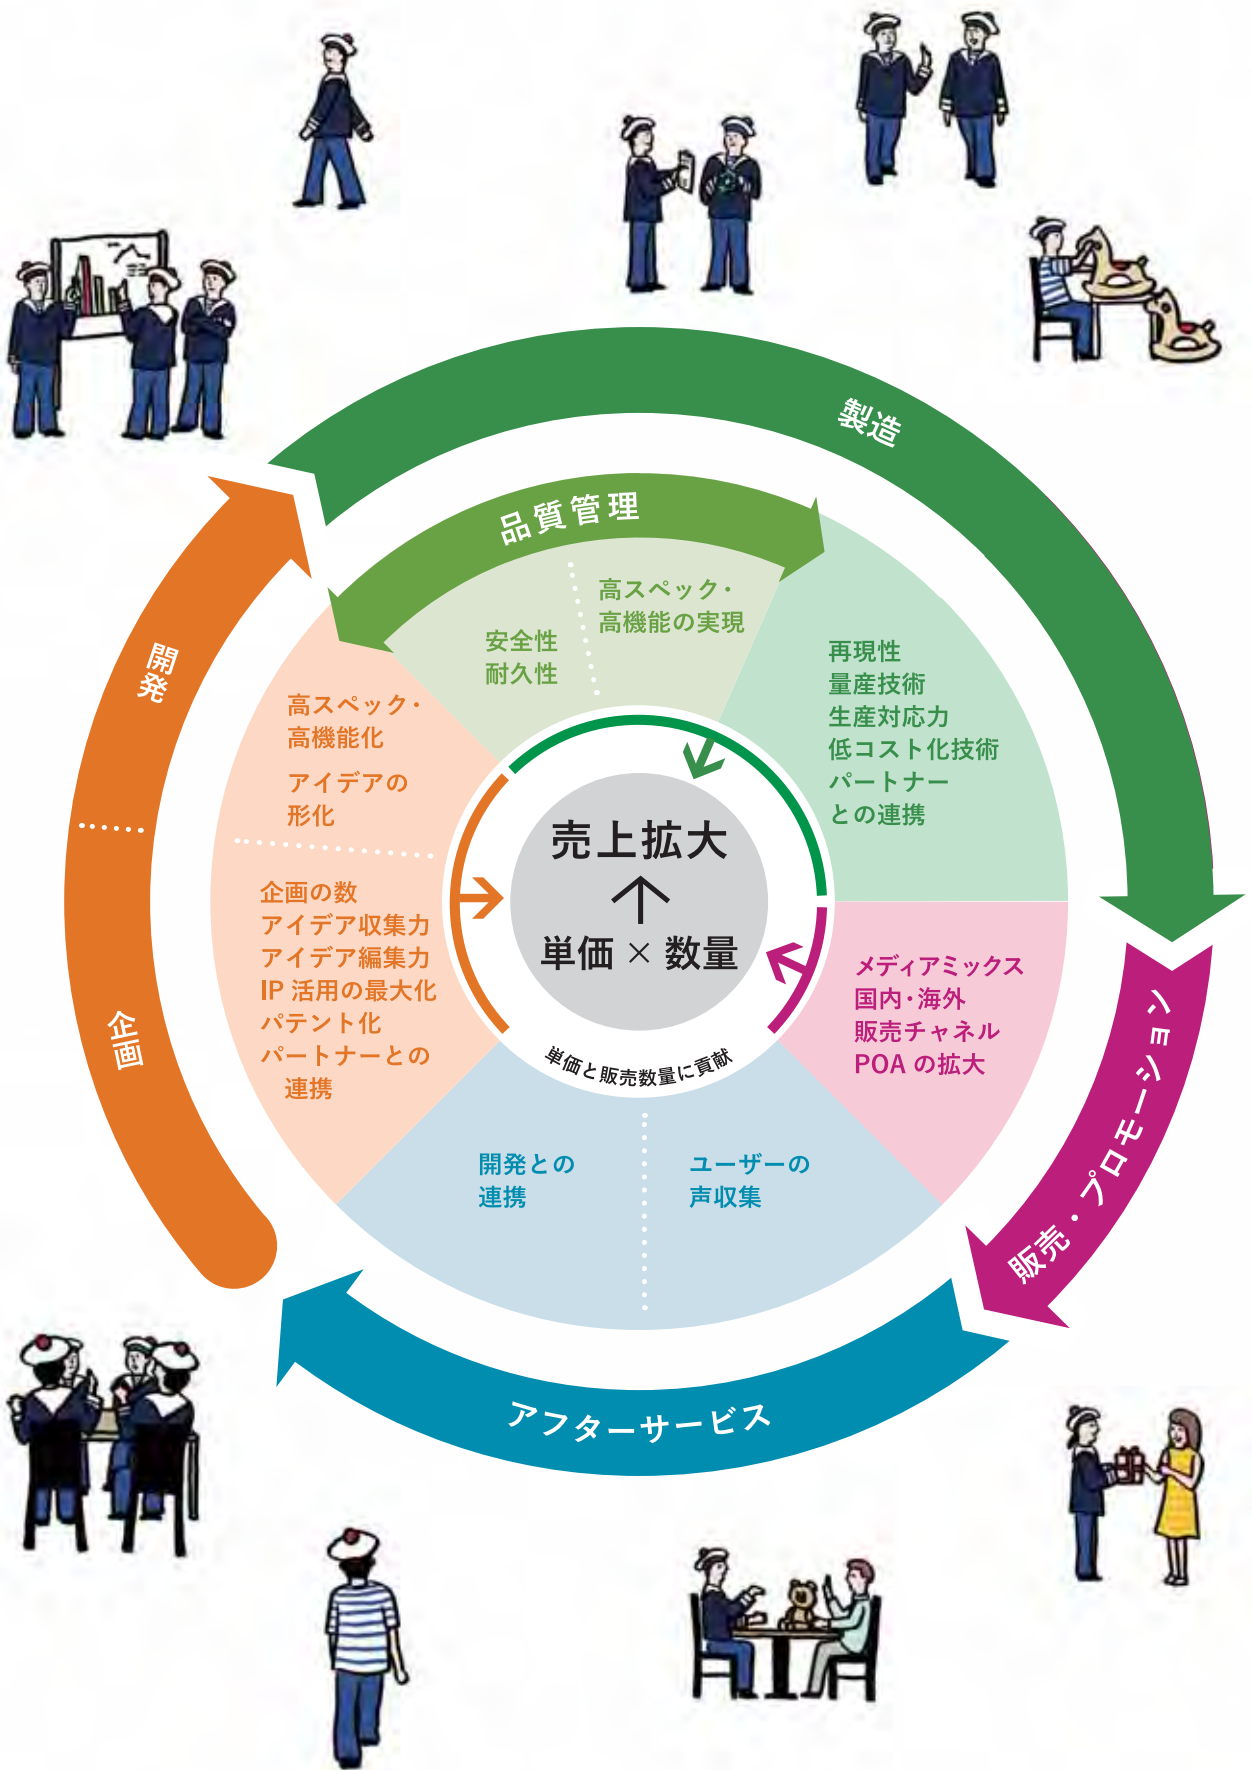 製造
品質管理
高スペック・
高機能の実現
安全性
耐久性
開発
高スペック・
高機能化
アイデアの
形化
再現性
量産技術
生産対応力
低コスト化技術
パートナー
との連携
売上拡大
単価 × 数量
企画
企画の数
アイデア収集力
アイデア編集力
IP 活用の最大化
パテント化
パートナーとの
連携
メディアミックス
国内・海外
販売チャネル
POA の拡大
販売・プロモーション
単価と販売数量に貢献
開発との
連携
ユーザーの
声収集
アフターサービス